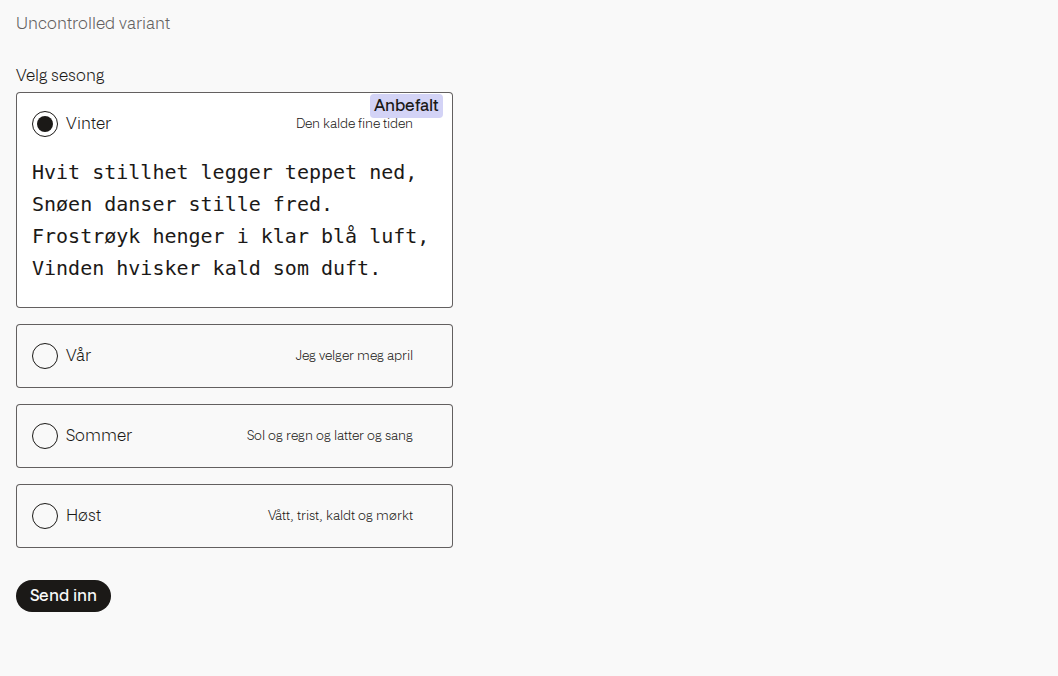 Uncontrolled variant
Velg sesong
Anbefalt
Vinter
Den kalde fine tiden
Hvit stillhet legger teppet ned,
Snøen danser stille fred.
Frostrøyk henger i klar blå luft,
Vinden hvisker kald som duft.
Vår
Jeg velger meg april
Sommer
Sol og regn og latter og sang
Høst
Vått, trist, kaldt og mørkt
Send inn